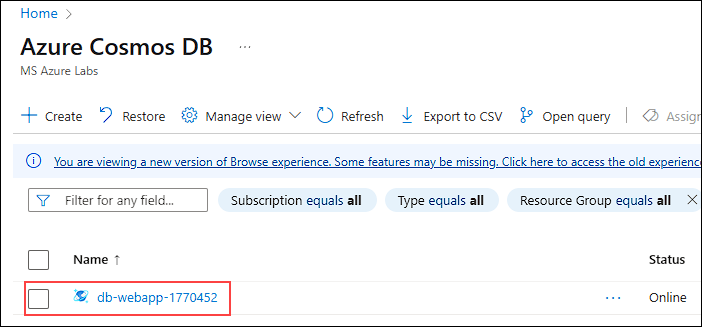 Home
Azure Cosmos DB ...
MS Azure Labs
Create Restore Manage view Refresh Export to CSV Open query Assign
You are viewing a new version of Browse experience. Some features may be missing. Click here to access the old experience
Filter for any field... Subscription equals all Type equals all Resource Group equals all
Name ↑ Status
db-webapp-1770452 ... Online